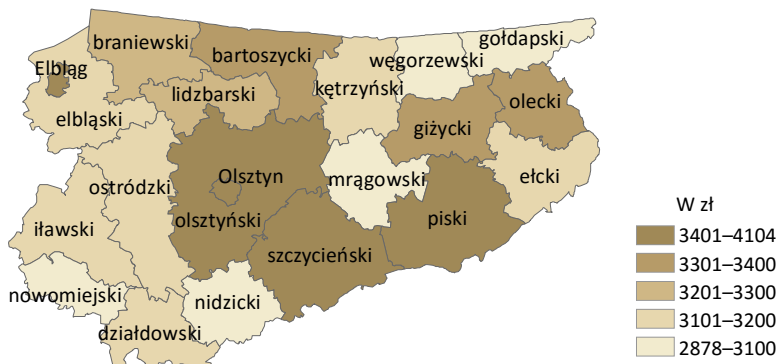 gołdapski
braniewski
bartoszycki
węgorzewski
Elbląg
kętrzyński
lidzbarski
olecki
elbląski
giżycki
Olsztyn
mrągowski
ełcki
ostródzki
olsztyński
piski
iławski
szczycieński
nowomiejski
nidzicki
działdowski
W zł
3401–4104
3301–3400
3201–3300
3101–3200
2878–3100